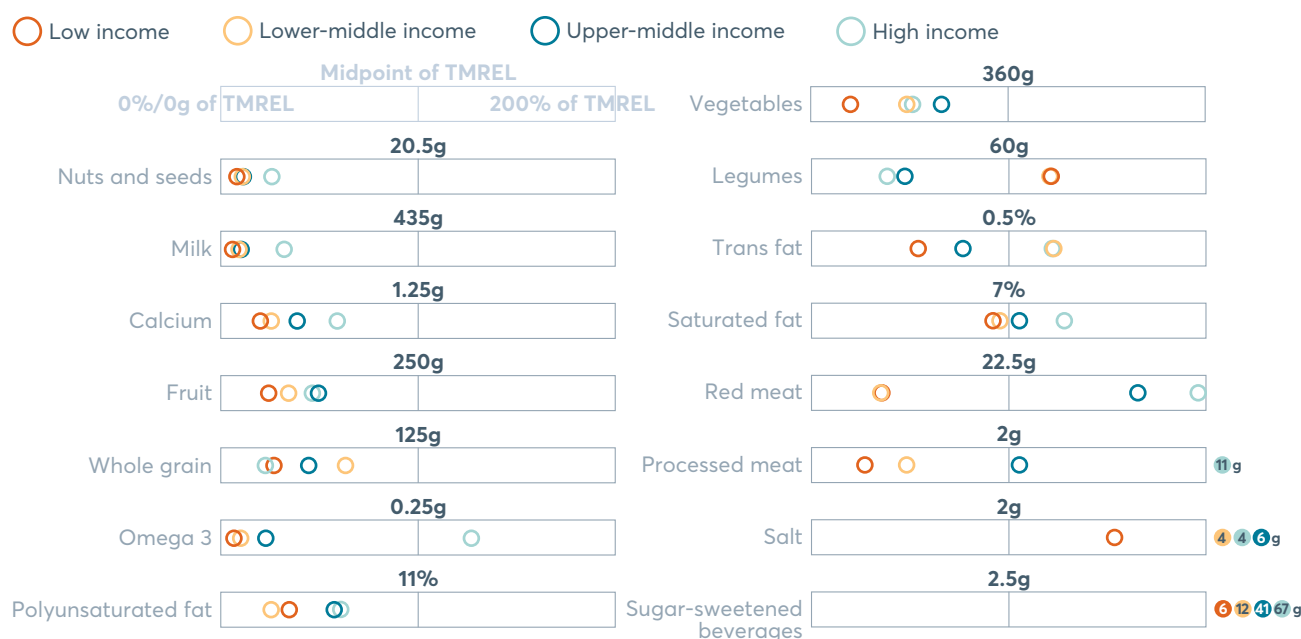 Low income
Lower-middle income
Upper-middle income
High income
Midpoint of TMREL
0%/0g of TMREL
200% of TMREL
20.5g
Nuts and seeds
435g
Milk
1.25g
Calcium
250g
Fruit
125g
Whole grain
0.25g
Omega 3
11%
Polyunsaturated fat
360g
Vegetables
60g
Legumes
0.5%
Trans fat
7%
Saturated fat
22.5g
Red meat
2g
Processed meat
11 g
2g
Salt
4 4 6 g
2.5g
Sugar-sweetened
beverages
6 12 41 67 g